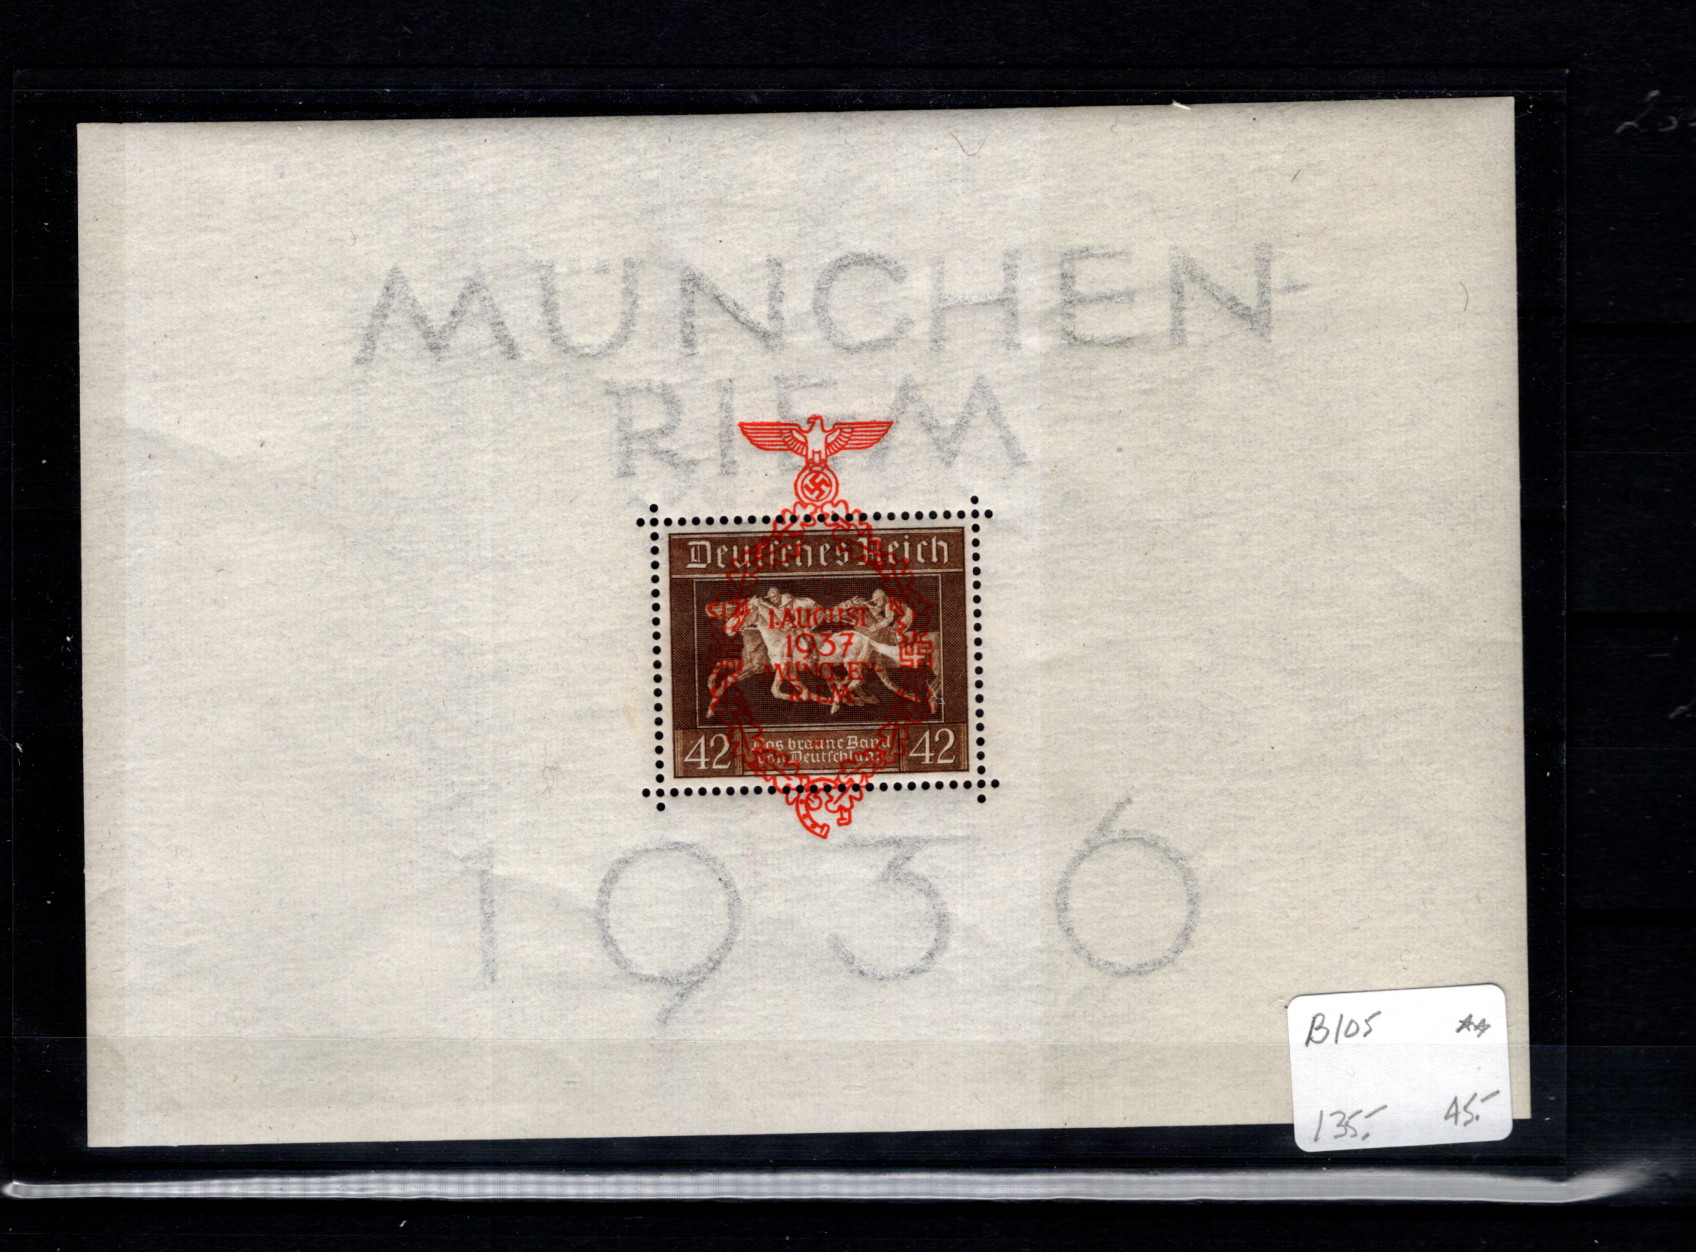 MÜNCHEN-
RIEM
Deutsches Reich
1.AUGUST
1937
MÜNCHEN-
RIEM
42 Das braune Band 42
von Deutschland
1936
B105 **
135,- 45.-